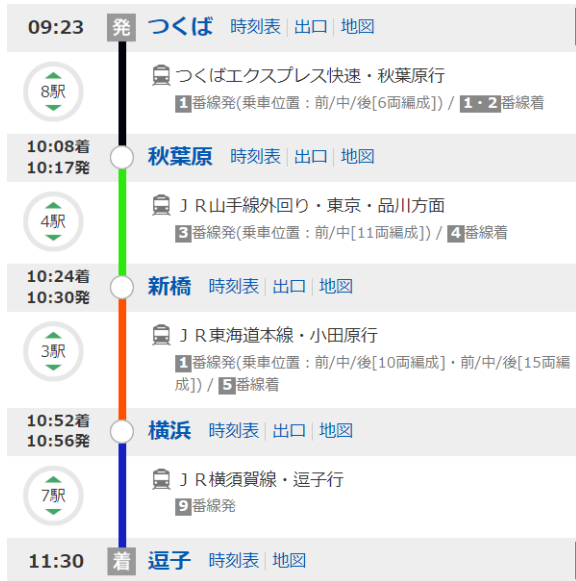 09:23 発 つくば 時刻表 出口 地図
8駅
つくばエクスプレス快速・秋葉原行
1番線発(乗車位置：前/中/後[6両編成]) / 1・2番線着
10:08着
10:17発
秋葉原 時刻表 出口 地図
4駅
ＪＲ山手線外回り・東京・品川方面
3番線発(乗車位置：前/中[11両編成]) / 4番線着
10:24着
10:30発
新橋 時刻表 出口 地図
3駅
ＪＲ東海道本線・小田原行
1番線発(乗車位置：前/中/後[10両編成]・前/中/後[15両編
成]) / 5番線着
10:52着
10:56発
横浜 時刻表 出口 地図
7駅
ＪＲ横須賀線・逗子行
9番線発
11:30 着 逗子 時刻表 地図